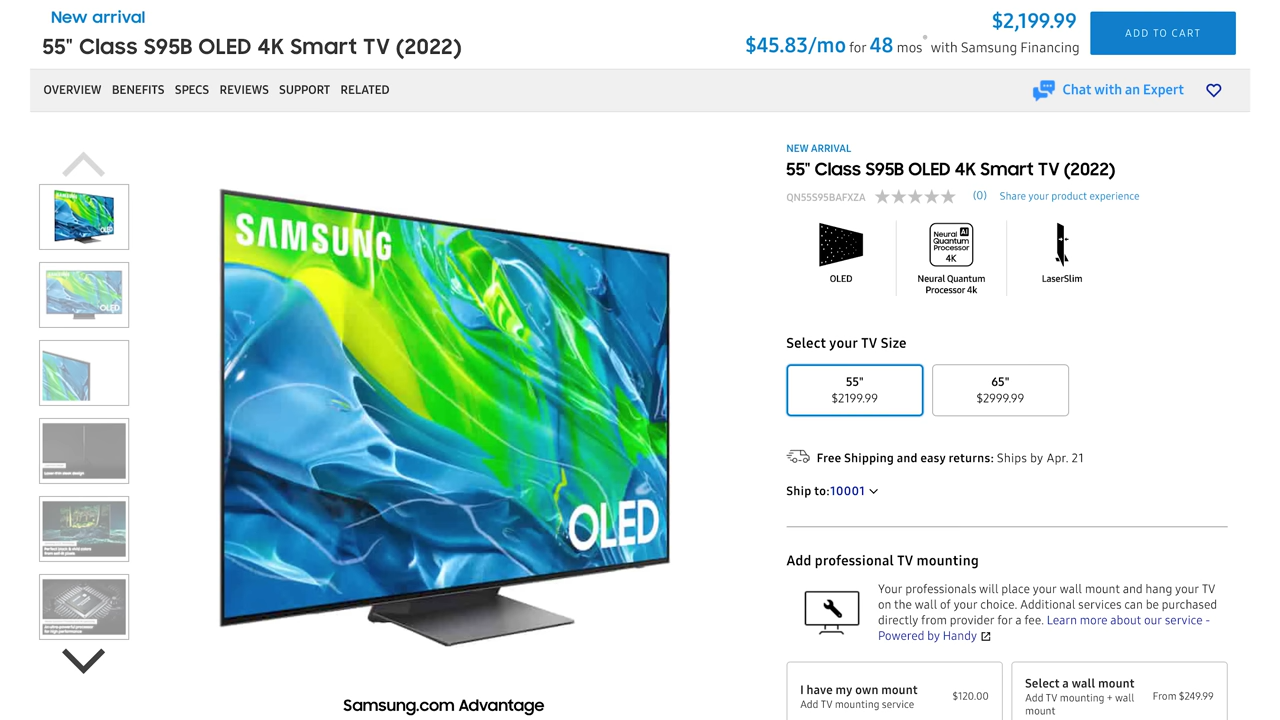 New arrival
55" Class S95B OLED 4K Smart TV (2022)
$2,199.99
$45.83/mo for 48 mos with Samsung Financing
ADD TO CART
OVERVIEW BENEFITS SPECS REVIEWS SUPPORT RELATED
Chat with an Expert
SAMSUNG
OLED
Samsung.com Advantage
NEW ARRIVAL
55" Class S95B OLED 4K Smart TV (2022)
QN55S95BAFXZA (0) Share your product experience
OLED
Neural AI
Quantum
Processor
4K
Neural Quantum
Processor 4k
LaserSlim
Select your TV Size
55"
$2199.99
65"
$2999.99
Free Shipping and easy returns: Ships by Apr. 21
Ship to:10001
Add professional TV mounting
Your professionals will place your wall mount and hang your TV
on the wall of your choice. Additional services can be purchased
directly from provider for a fee. Learn more about our service -
Powered by Handy
I have my own mount
Add TV mounting service
$120.00
Select a wall mount
Add TV mounting + wall
mount
From $249.99